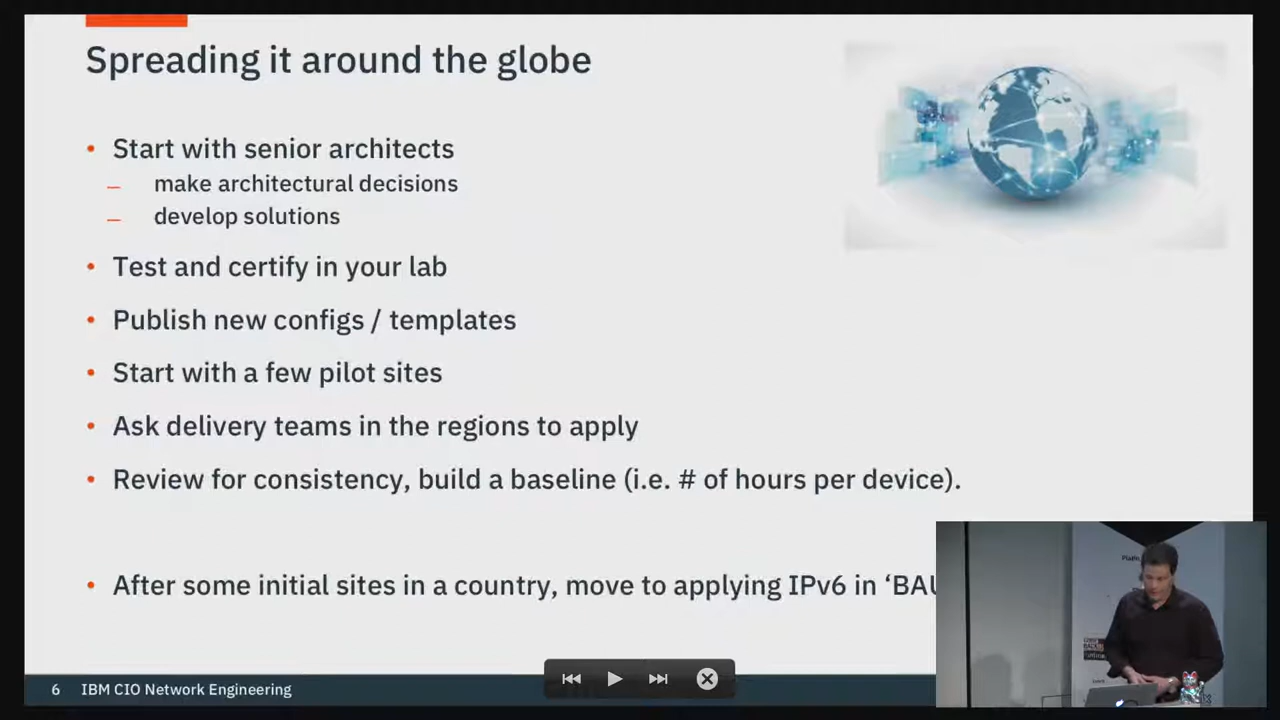 Spreading it around the globe
• Start with senior architects
– make architectural decisions
– develop solutions
• Test and certify in your lab
• Publish new configs / templates
• Start with a few pilot sites
• Ask delivery teams in the regions to apply
• Review for consistency, build a baseline (i.e. # of hours per device).
• After some initial sites in a country, move to applying IPv6 in ‘BAU
6 IBM CIO Network Engineering